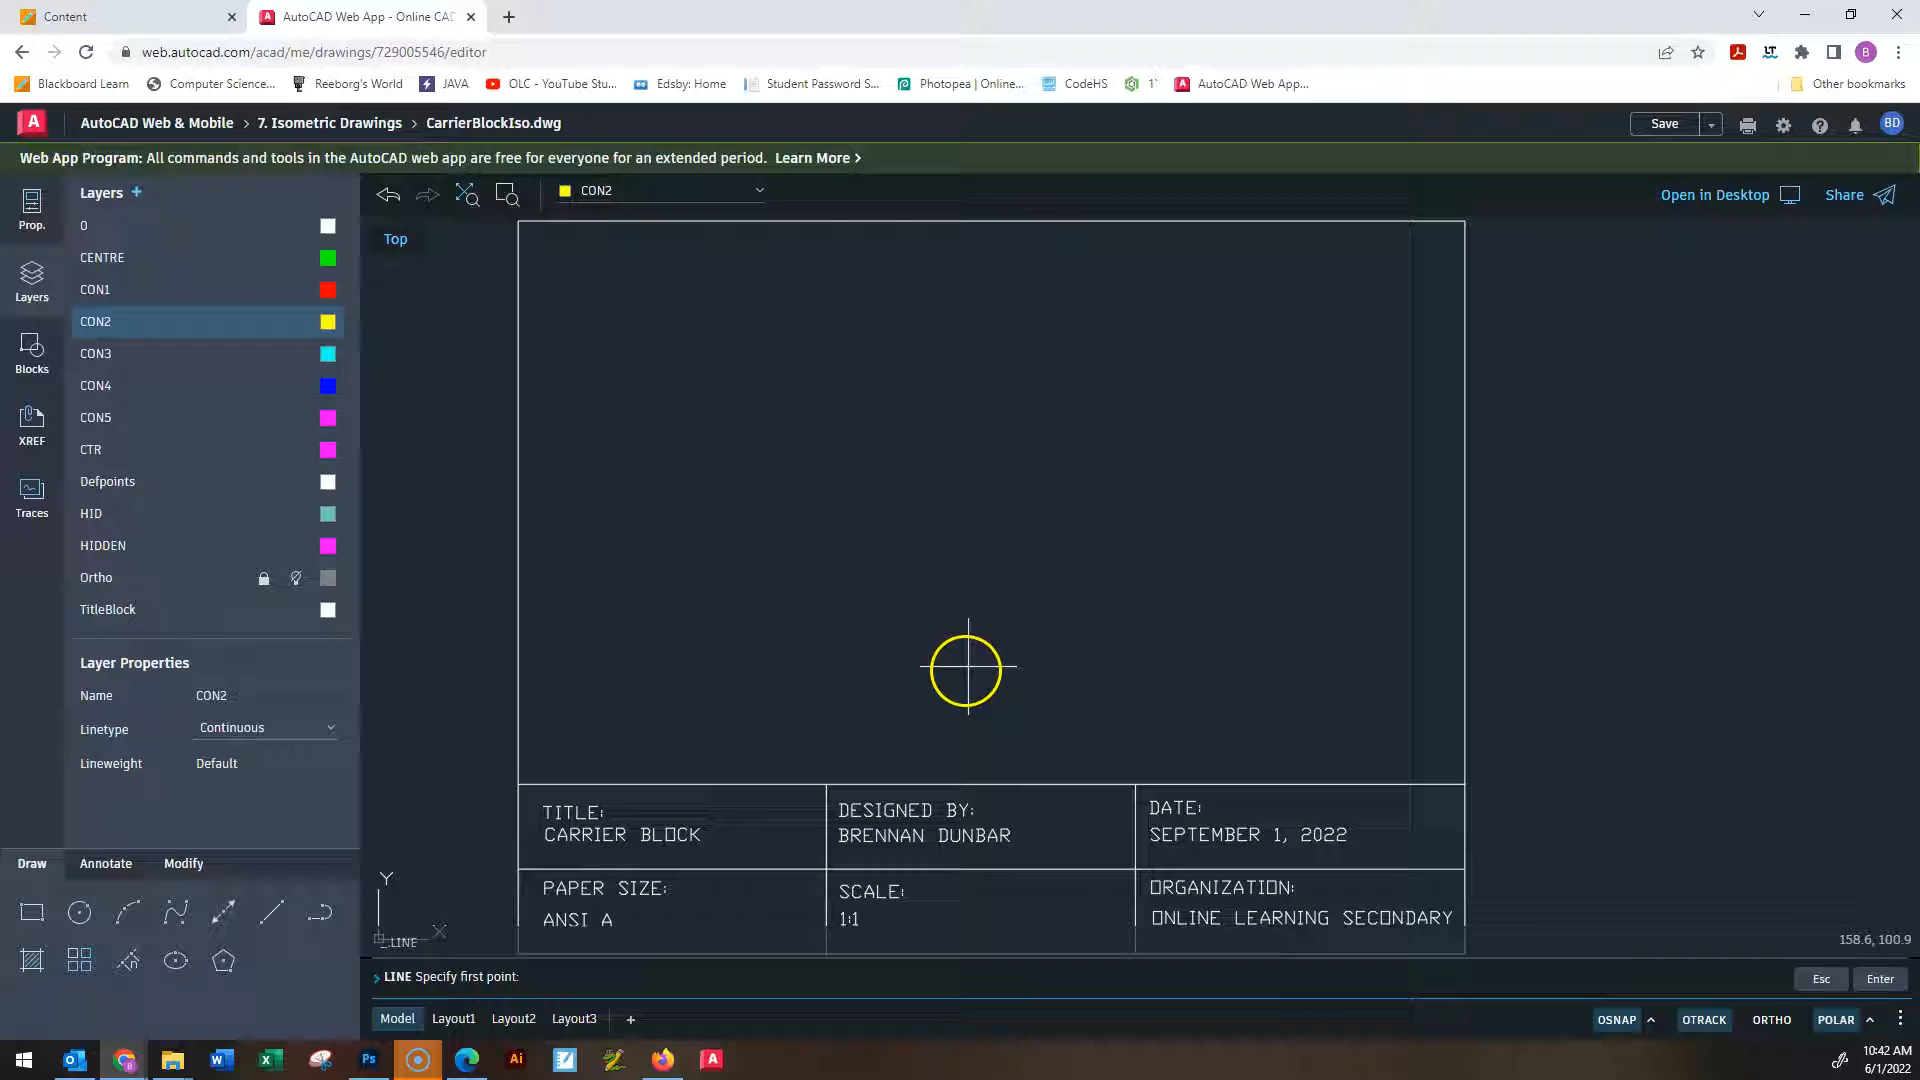 Content
AutoCAD Web App - Online CAD
web.autocad.com/acad/me/drawings/729005546/editor
B
Blackboard Learn
Computer Science...
Reeborg's World
JAVA
OLC - YouTube Stu...
Edsby: Home
Student Password S...
Photopea | Online...
CodeHS
1`
AutoCAD Web App...
Other bookmarks
A
AutoCAD Web & Mobile > 7. Isometric Drawings > CarrierBlockIso.dwg
Save
BD
Web App Program: All commands and tools in the AutoCAD web app are free for everyone for an extended period. Learn More >
Prop.
Layers
Blocks
XREF
Traces
Layers +
0
CENTRE
CON1
CON2
CON3
CON4
CON5
CTR
Defpoints
HID
HIDDEN
Ortho
TitleBlock
Layer Properties
Name CON2
Linetype Continuous
Lineweight Default
Draw Annotate Modify
CON2
Open in Desktop
Share
Top
TITLE:
CARRIER BLOCK
DESIGNED BY:
BRENNAN DUNBAR
DATE:
SEPTEMBER 1, 2022
PAPER SIZE:
ANSI A
SCALE:
1:1
ORGANIZATION:
ONLINE LEARNING SECONDARY
Y
X
_.LINE
158.6, 100.9
LINE Specify first point:
Esc
Enter
Model Layout1 Layout2 Layout3 +
OSNAP OTRACK ORTHO POLAR
Ps
Ai
A
10:42 AM
6/1/2022